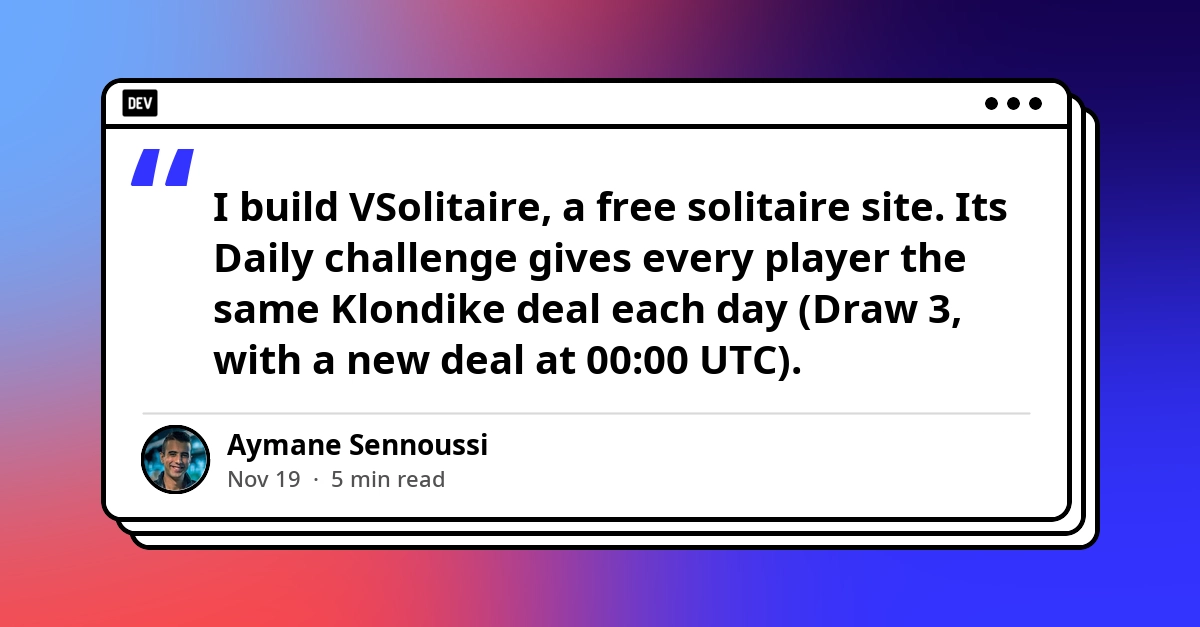 DEV
“
I build VSolitaire, a free solitaire site. Its
Daily challenge gives every player the
same Klondike deal each day (Draw 3,
with a new deal at 00:00 UTC).
Aymane Sennoussi
Nov 19 · 5 min read